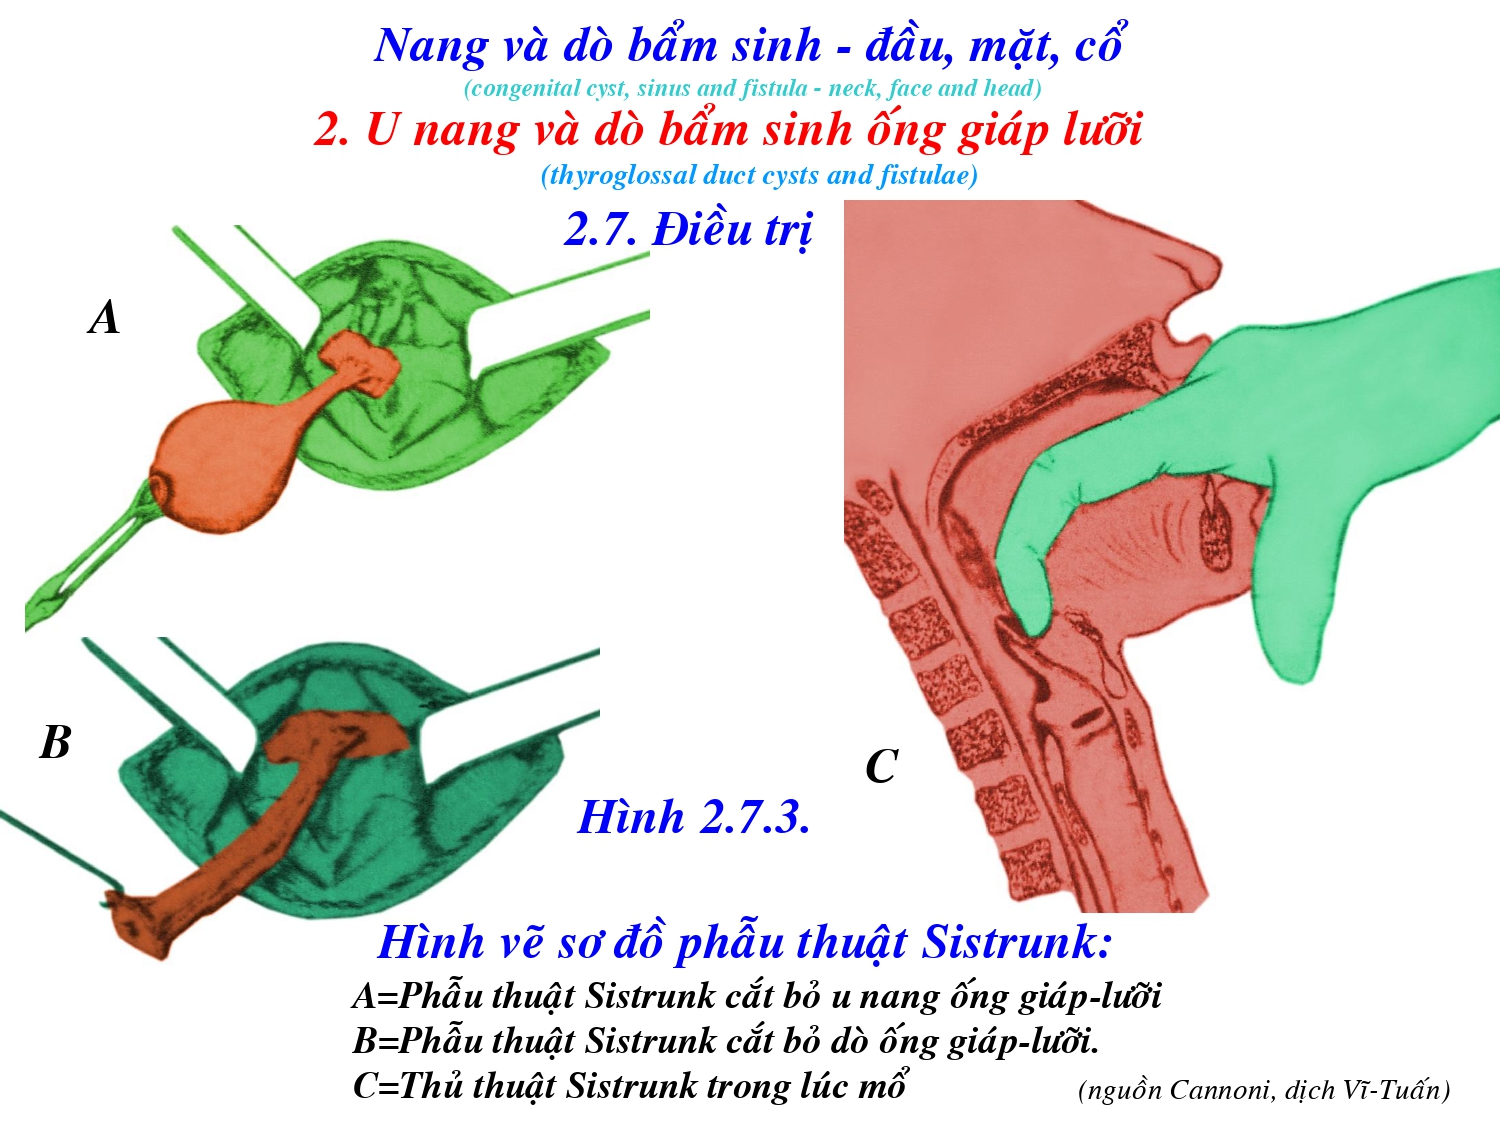 Nang và dò bẩm sinh - đầu, mặt, cổ
(congenital cyst, sinus and fistula - neck, face and head)
2. U nang và dò bẩm sinh ống giáp lưỡi
(thyroglossal duct cysts and fistulae)
2.7. Điều trị
A
B
C
Hình 2.7.3.
Hình vẽ sơ đồ phẫu thuật Sistrunk:
A=Phẫu thuật Sistrunk cắt bỏ u nang ống giáp-lưỡi
B=Phẫu thuật Sistrunk cắt bỏ dò ống giáp-lưỡi.
C=Thủ thuật Sistrunk trong lúc mổ
(nguồn Cannoni, dịch Vĩ-Tuấn)